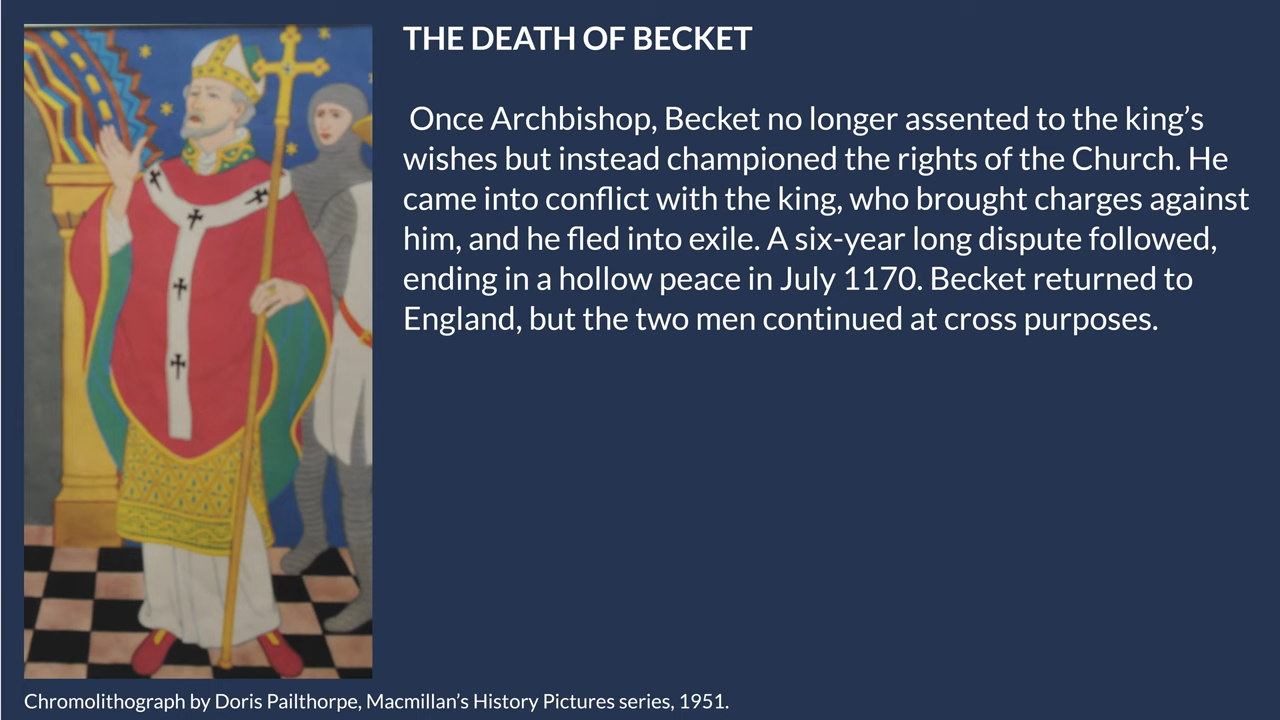 THE DEATH OF BECKET
Once Archbishop, Becket no longer assented to the king’s
wishes but instead championed the rights of the Church. He
came into conflict with the king, who brought charges against
him, and he fled into exile. A six-year long dispute followed,
ending in a hollow peace in July 1170. Becket returned to
England, but the two men continued at cross purposes.
Chromolithograph by Doris Pailthorpe, Macmillan’s History Pictures series, 1951.